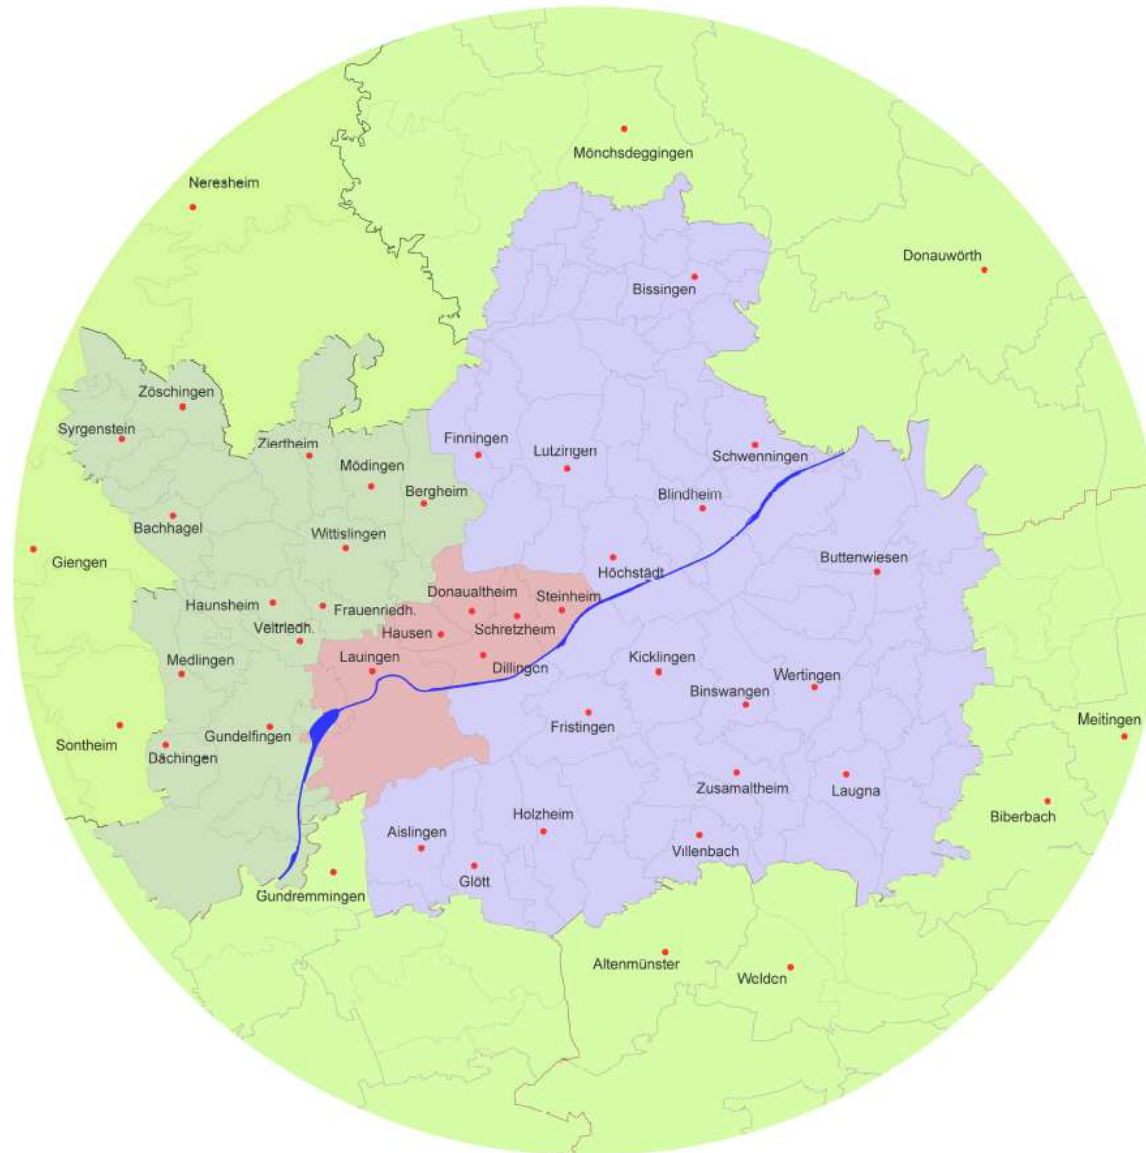 Mönchsdeggingen
Neresheim
Donauwörth
Bissingen
Zöschingen
Syrgenstein
Ziertheim
Finningen
Lutzingen
Schwenningen
Mödingen
Bergheim
Blindheim
Bachhagel
Wittislingen
Giengen
Buttenwiesen
Höchstädt
Haunsheim
Frauenriedh.
Donaualtheim
Steinheim
Veitriedh.
Hausen
Schretzheim
Medlingen
Lauingen
Dillingen
Kicklingen
Binswangen
Wertingen
Sontheim
Gundelfingen
Fristingen
Meitingen
Dächingen
Zusamaltheim
Laugna
Biberbach
Aislingen
Holzheim
Villenbach
Glött
Gundremmingen
Altenmünster
Welden